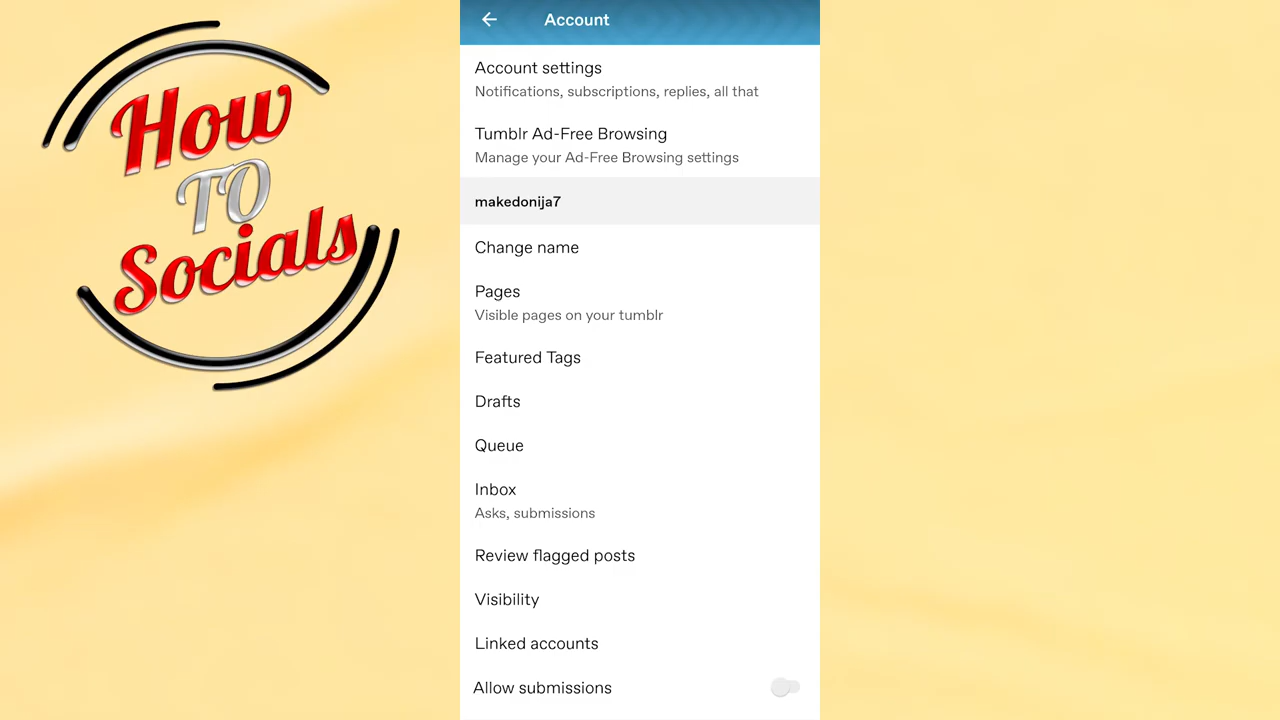 How
TO
Socials
Account
Account settings
Notifications, subscriptions, replies, all that
Tumblr Ad-Free Browsing
Manage your Ad-Free Browsing settings
makedonija7
Change name
Pages
Visible pages on your tumblr
Featured Tags
Drafts
Queue
Inbox
Asks, submissions
Review flagged posts
Visibility
Linked accounts
Allow submissions